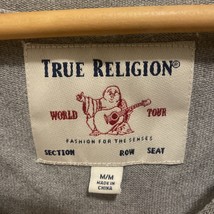 TRUE RELIGION®
WORLD TOUR
FASHION FOR THE SENSES
SECTION ROW SEAT
M/M
MADE IN
CHINA